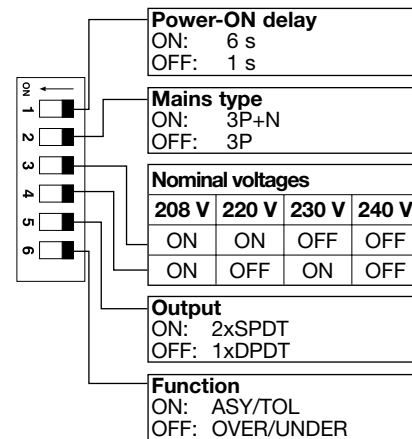 Power-ON delay
ON: 6 s
OFF: 1 s
ON
1
2
3
4
5
6
Mains type
ON: 3P+N
OFF: 3P
Nominal voltages
208 V 220 V 230 V 240 V
ON ON OFF OFF
ON OFF ON OFF
Output
ON: 2xSPDT
OFF: 1xDPDT
Function
ON: ASY/TOL
OFF: OVER/UNDER